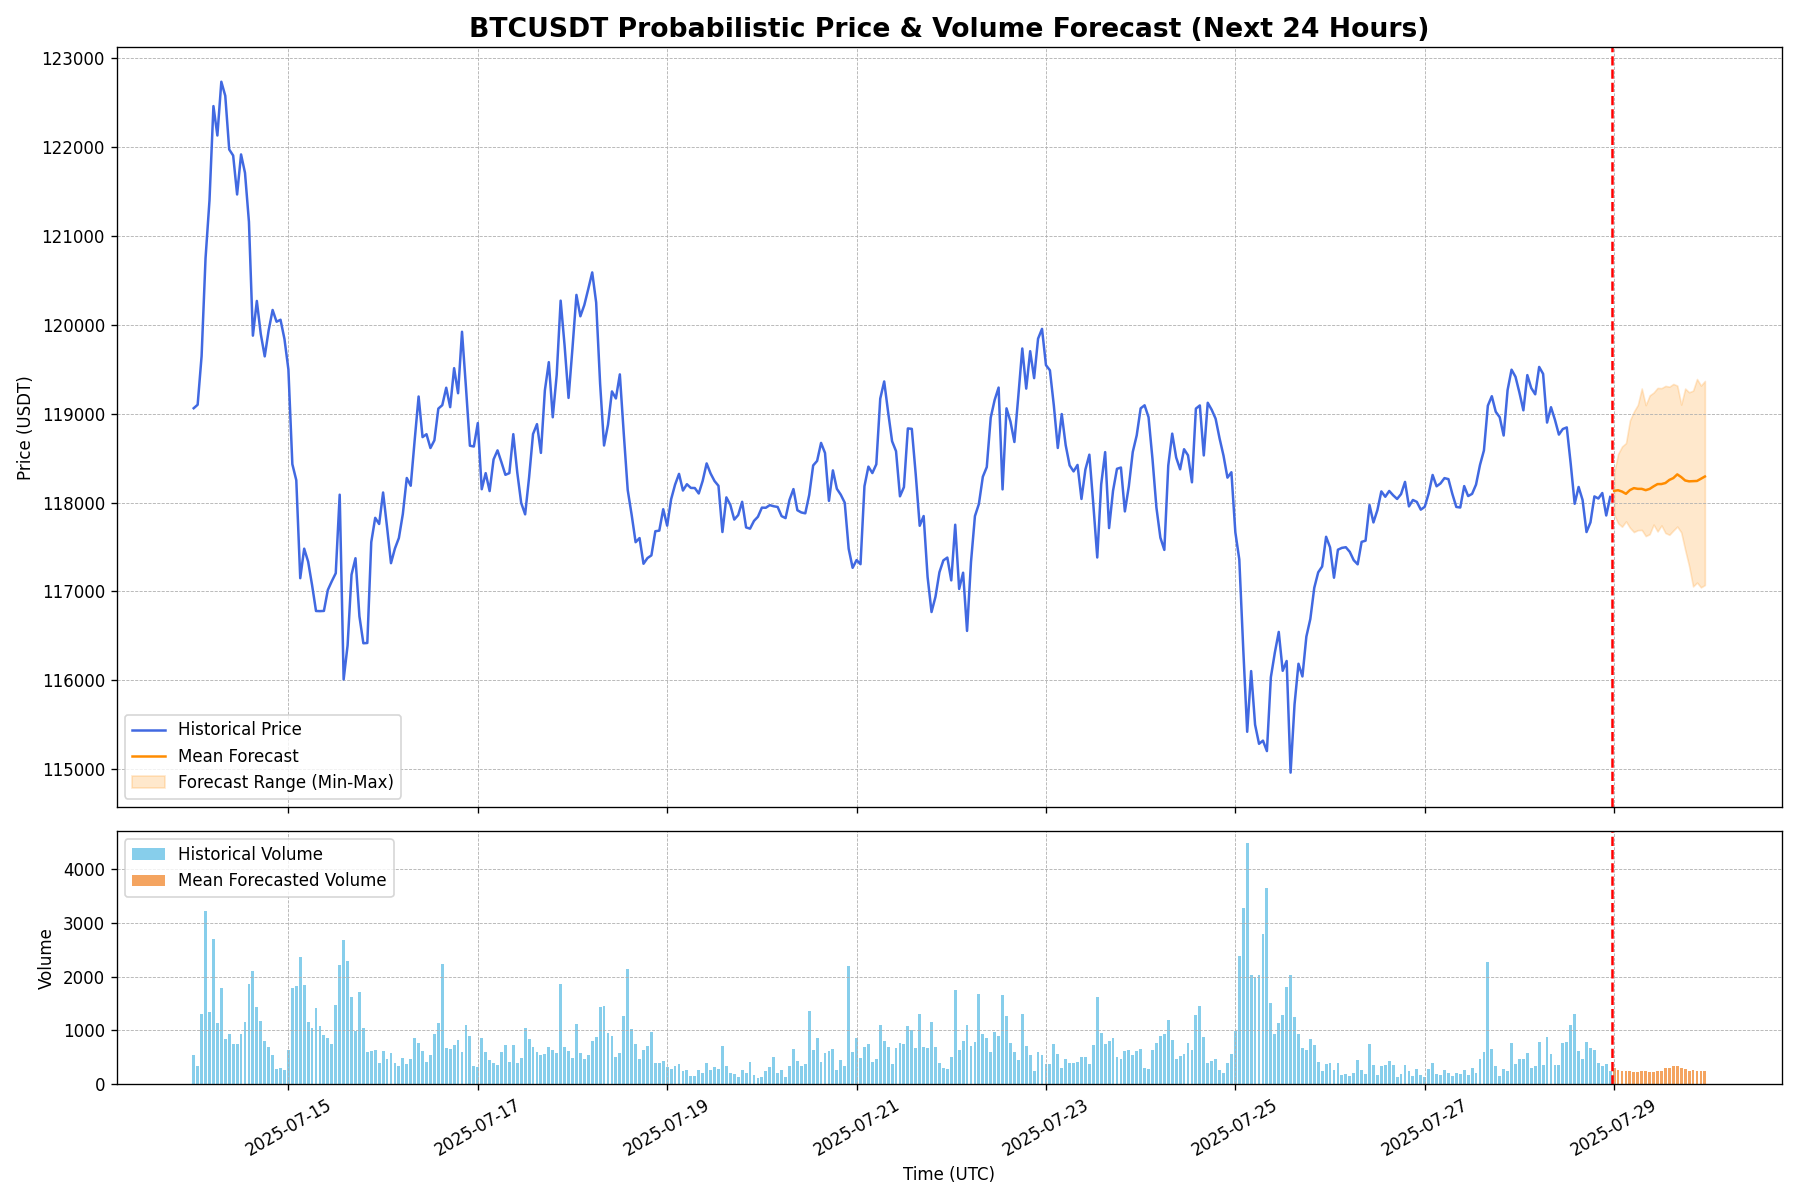 BTCUSDT Probabilistic Price & Volume Forecast (Next 24 Hours)
123000
122000
121000
120000
119000
118000
117000
116000
115000
Price (USDT)
Historical Price
Mean Forecast
Forecast Range (Min-Max)
Historical Volume
Mean Forecasted Volume
4000
3000
2000
1000
0
Volume
2025-07-15
2025-07-17
2025-07-19
2025-07-21
2025-07-23
2025-07-25
2025-07-27
2025-07-29
Time (UTC)